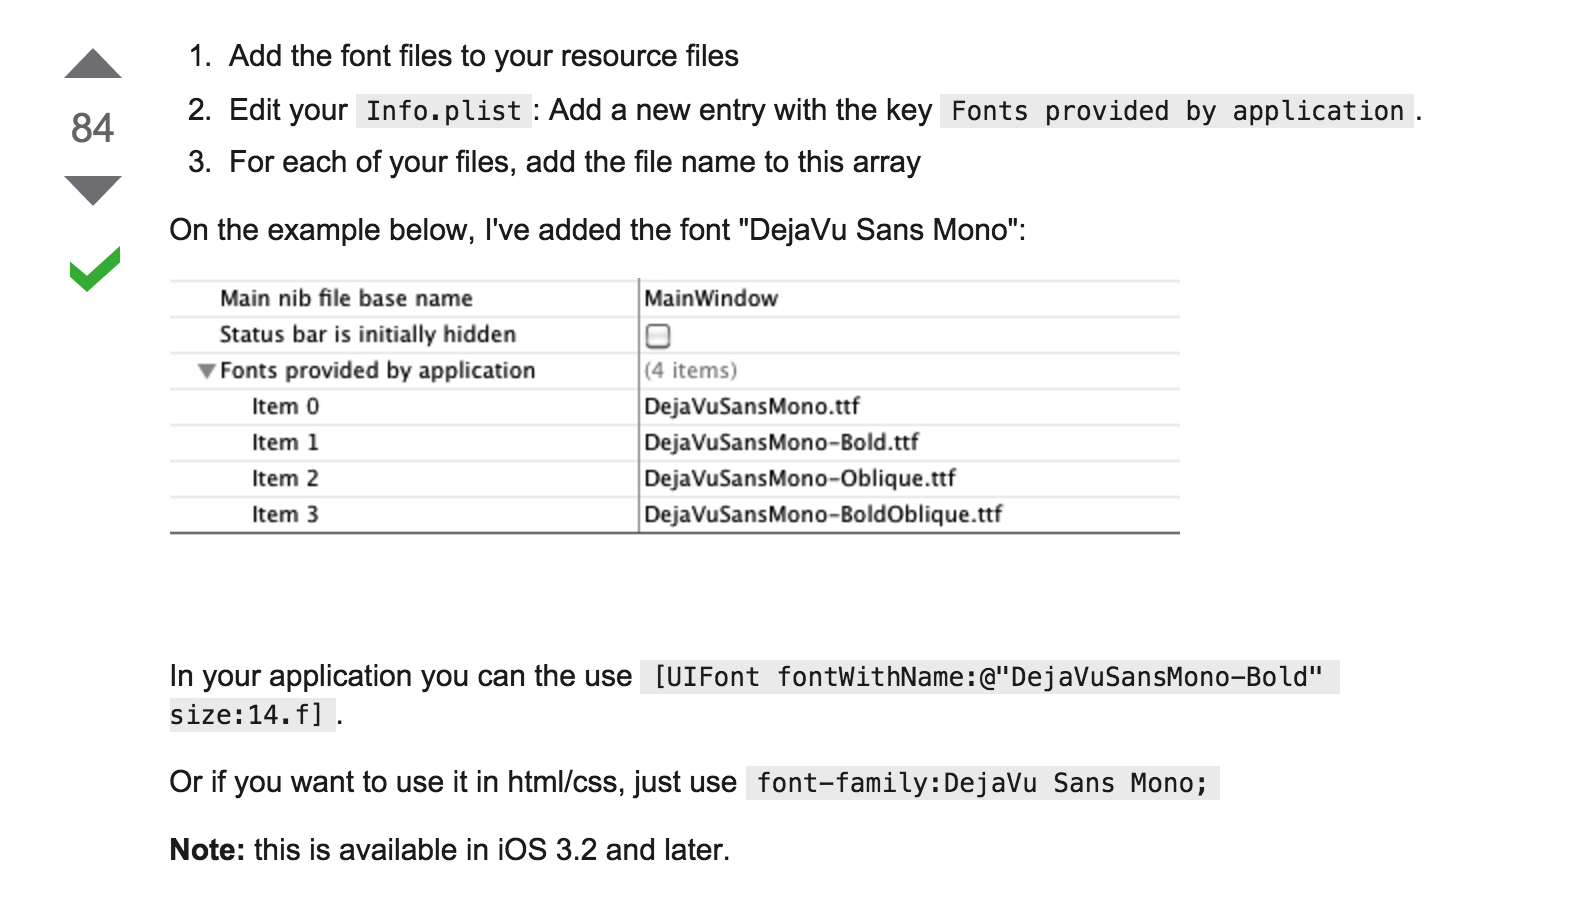 1. Add the font files to your resource files
84
2. Edit your Info.plist : Add a new entry with the key Fonts provided by application .
3. For each of your files, add the file name to this array
On the example below, I've added the font "DejaVu Sans Mono":
Main nib file base name MainWindow
Status bar is initially hidden
Fonts provided by application (4 items)
Item 0 DejaVuSansMono.ttf
Item 1 DejaVuSansMono-Bold.ttf
Item 2 DejaVuSansMono-Oblique.ttf
Item 3 DejaVuSansMono-BoldOblique.ttf
In your application you can the use [UIFont fontWithName:@"DejaVuSansMono-Bold"
size:14.f] .
Or if you want to use it in html/css, just use font-family:DejaVu Sans Mono;
Note: this is available in iOS 3.2 and later.